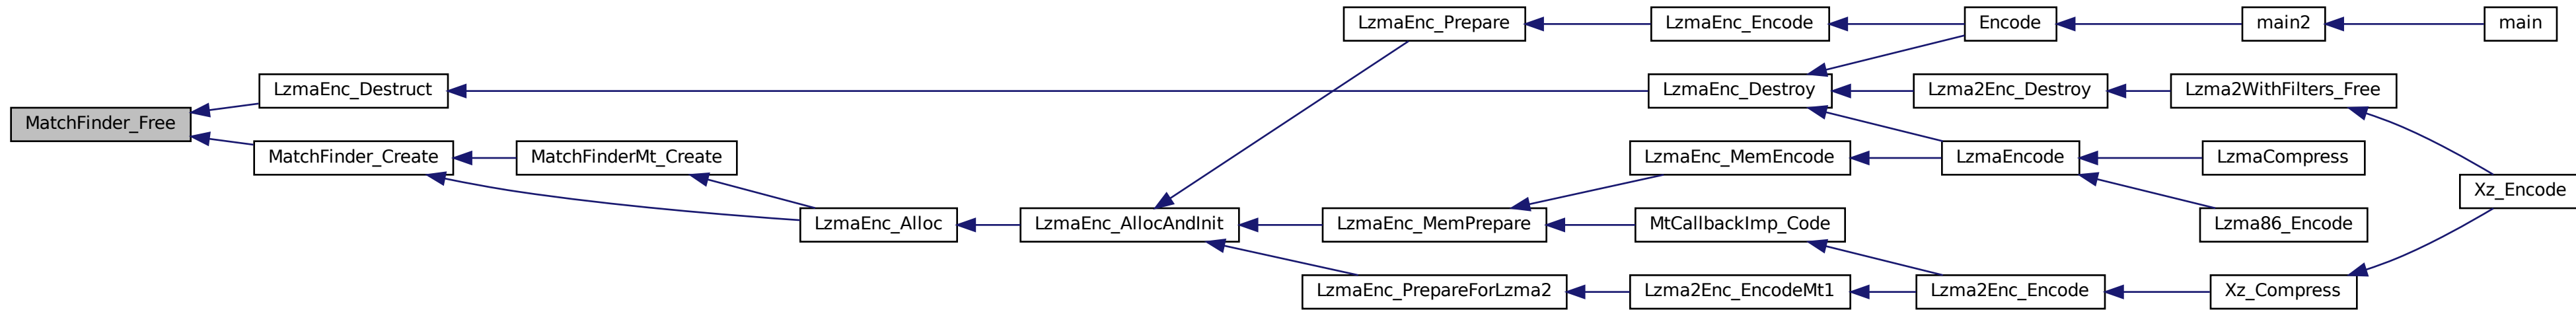 LzmaEnc_Prepare
LzmaEnc_Encode
Encode
main2
main
LzmaEnc_Destruct
LzmaEnc_Destroy
Lzma2Enc_Destroy
Lzma2WithFilters_Free
MatchFinder_Free
MatchFinder_Create
MatchFinderMt_Create
LzmaEnc_MemEncode
LzmaEncode
LzmaCompress
Xz_Encode
LzmaEnc_Alloc
LzmaEnc_AllocAndInit
LzmaEnc_MemPrepare
MtCallbackImp_Code
Lzma86_Encode
LzmaEnc_PrepareForLzma2
Lzma2Enc_EncodeMt1
Lzma2Enc_Encode
Xz_Compress